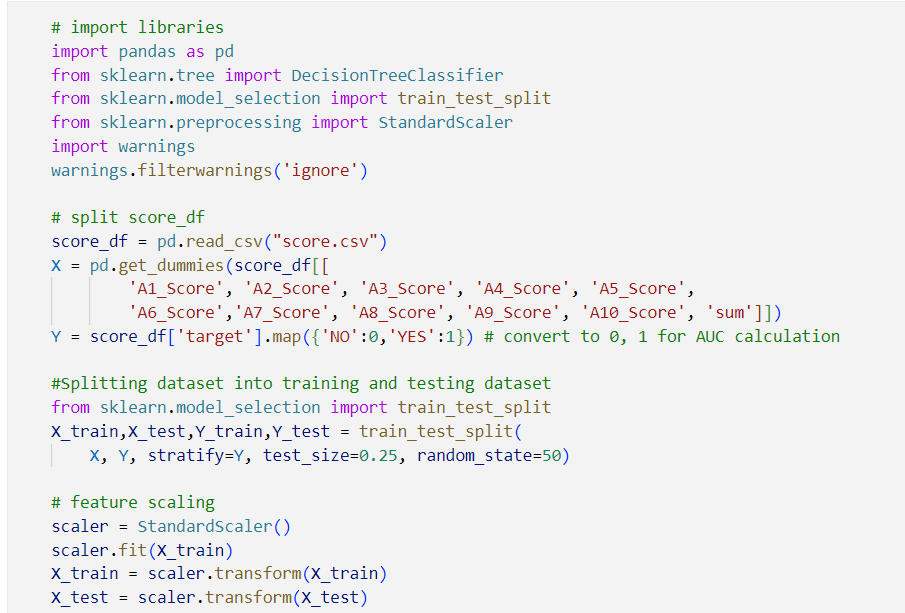 # import libraries
import pandas as pd
from sklearn.tree import DecisionTreeClassifier
from sklearn.model_selection import train_test_split
from sklearn.preprocessing import StandardScaler
import warnings
warnings.filterwarnings('ignore')

# split score_df
score_df = pd.read_csv("score.csv")
X = pd.get_dummies(score_df[[
        'A1_Score', 'A2_Score', 'A3_Score', 'A4_Score', 'A5_Score',
        'A6_Score','A7_Score', 'A8_Score', 'A9_Score', 'A10_Score', 'sum']])
Y = score_df['target'].map({'NO':0,'YES':1}) # convert to 0, 1 for AUC calculation

#Splitting dataset into training and testing dataset
from sklearn.model_selection import train_test_split
X_train,X_test,Y_train,Y_test = train_test_split(
    X, Y, stratify=Y, test_size=0.25, random_state=50)

# feature scaling
scaler = StandardScaler()
scaler.fit(X_train)
X_train = scaler.transform(X_train)
X_test = scaler.transform(X_test)